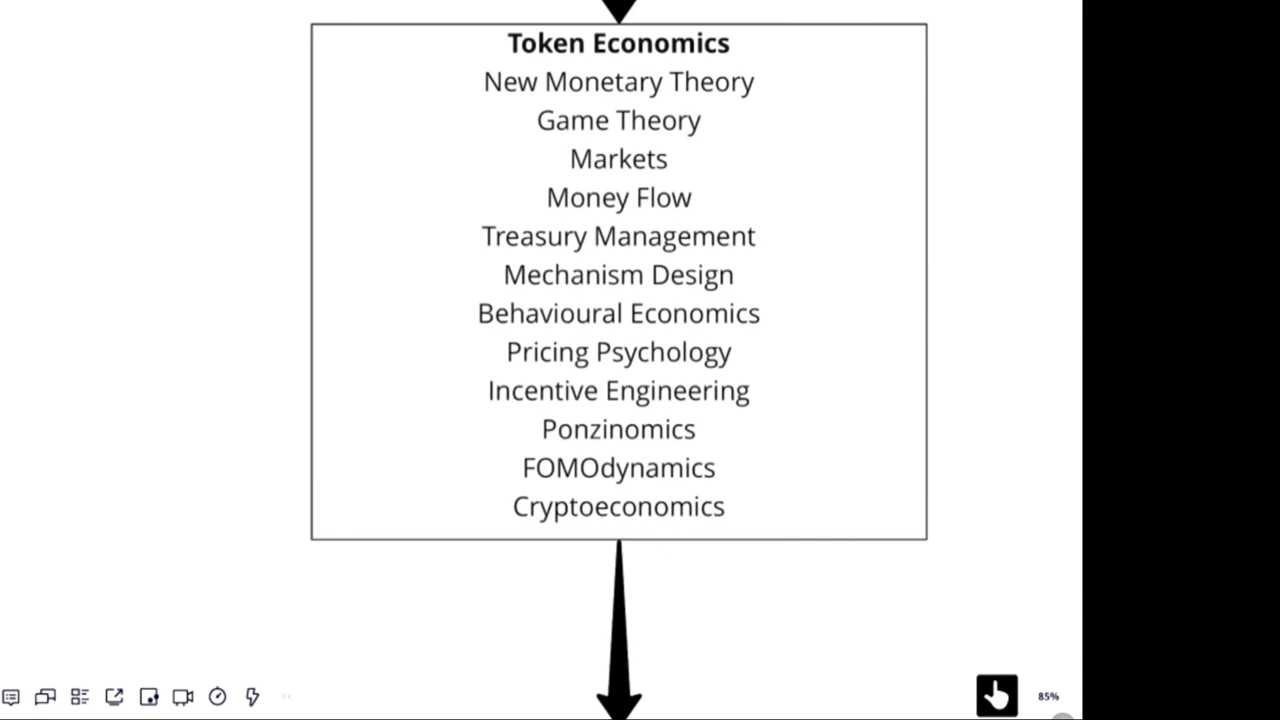 Token Economics
New Monetary Theory
Game Theory
Markets
Money Flow
Treasury Management
Mechanism Design
Behavioural Economics
Pricing Psychology
Incentive Engineering
Ponzinomics
FOMOdynamics
Cryptoeconomics
85%